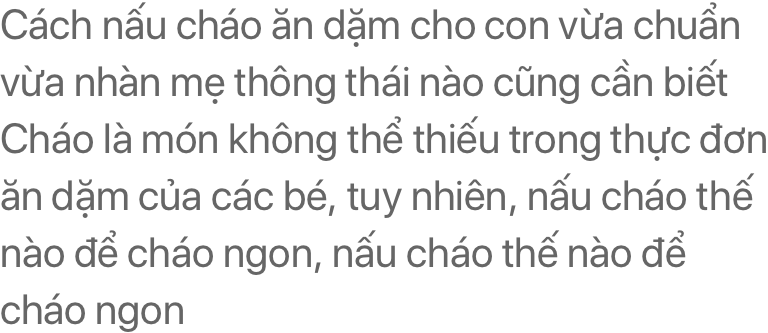 Cách nấu cháo ăn dặm cho con vừa chuẩn
vừa nhàn mẹ thông thái nào cũng cần biết
Cháo là món không thể thiếu trong thực đơn
ăn dặm của các bé, tuy nhiên, nấu cháo thế
nào để cháo ngon, nấu cháo thế nào để
cháo ngon